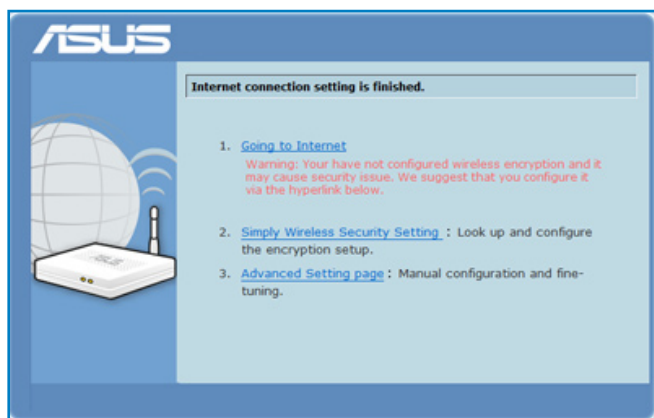 ASUS
Internet connection setting is finished.
1. Going to Internet
Warning: Your have not configured wireless encryption and it
may cause security issue. We suggest that you configure it
via the hyperlink below.
2. Simply Wireless Security Setting : Look up and configure
the encryption setup.
3. Advanced Setting page : Manual configuration and fine-
tuning.